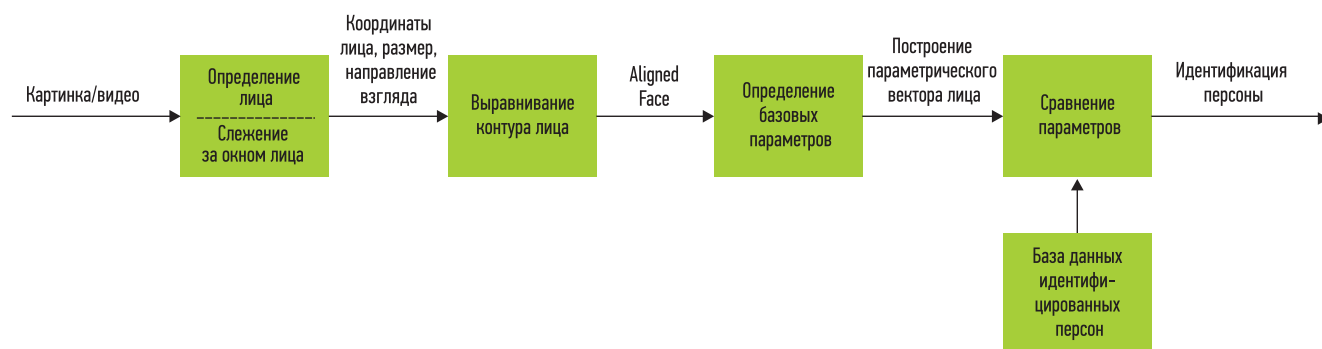 Картинка/видео
Определение
лица
Слежение
за окном лица
Координаты
лица, размер,
направление
взгляда
Выравнивание
контура лица
Aligned
Face
Определение
базовых
параметров
Построение
параметрического
вектора лица
Сравнение
параметров
Идентификация
персоны
База данных
идентифи-
цированных
персон